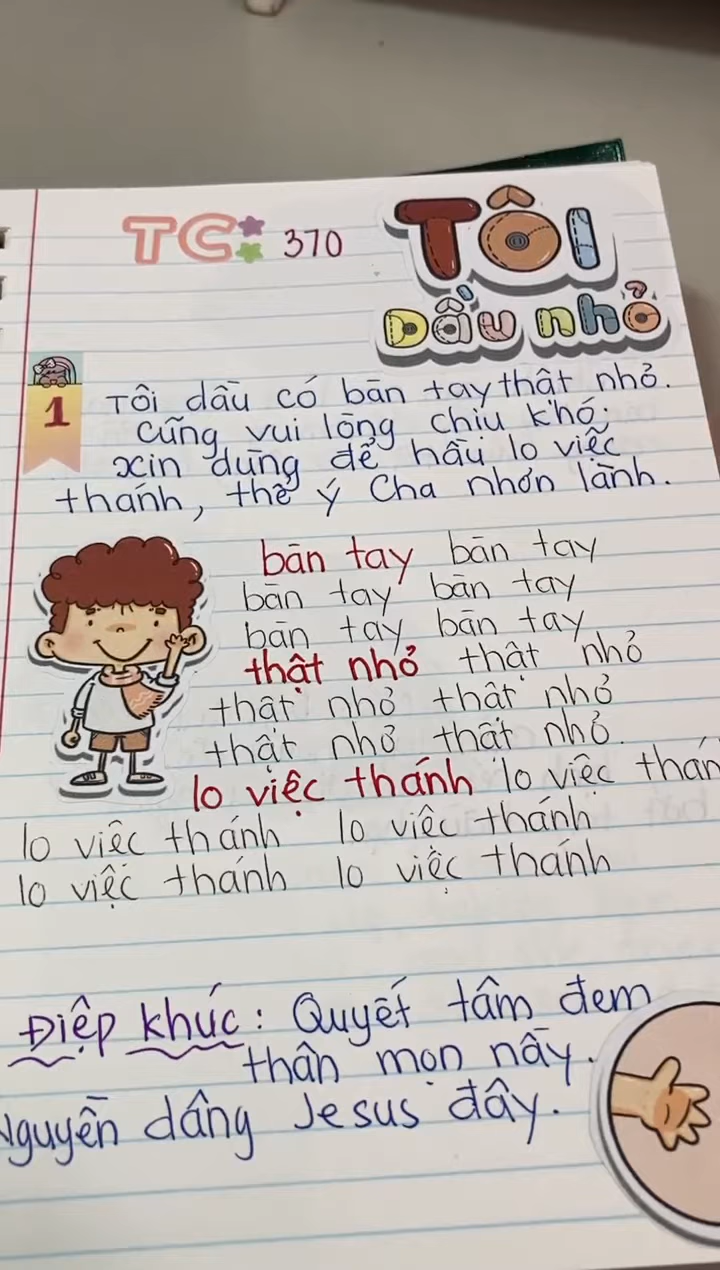 TC: 370
Tôi
Dẫu nhỏ
1
Tôi dẫu có bàn tay thật nhỏ.
Cũng vui lòng chịu khó;
xin dùng để hầu lo việc
thánh, thể ý Cha nhơn lành.
bàn tay bàn tay
bàn tay bàn tay
bàn tay bàn tay
thật nhỏ thật nhỏ
thật nhỏ thật nhỏ
thật nhỏ thật nhỏ.
lo việc thánh lo việc thán
lo việc thánh lo việc thánh
lo việc thánh lo việc thánh
Điệp khúc: Quyết tâm đem
thân mọn nầy.
Nguyền dâng Jesus đây.